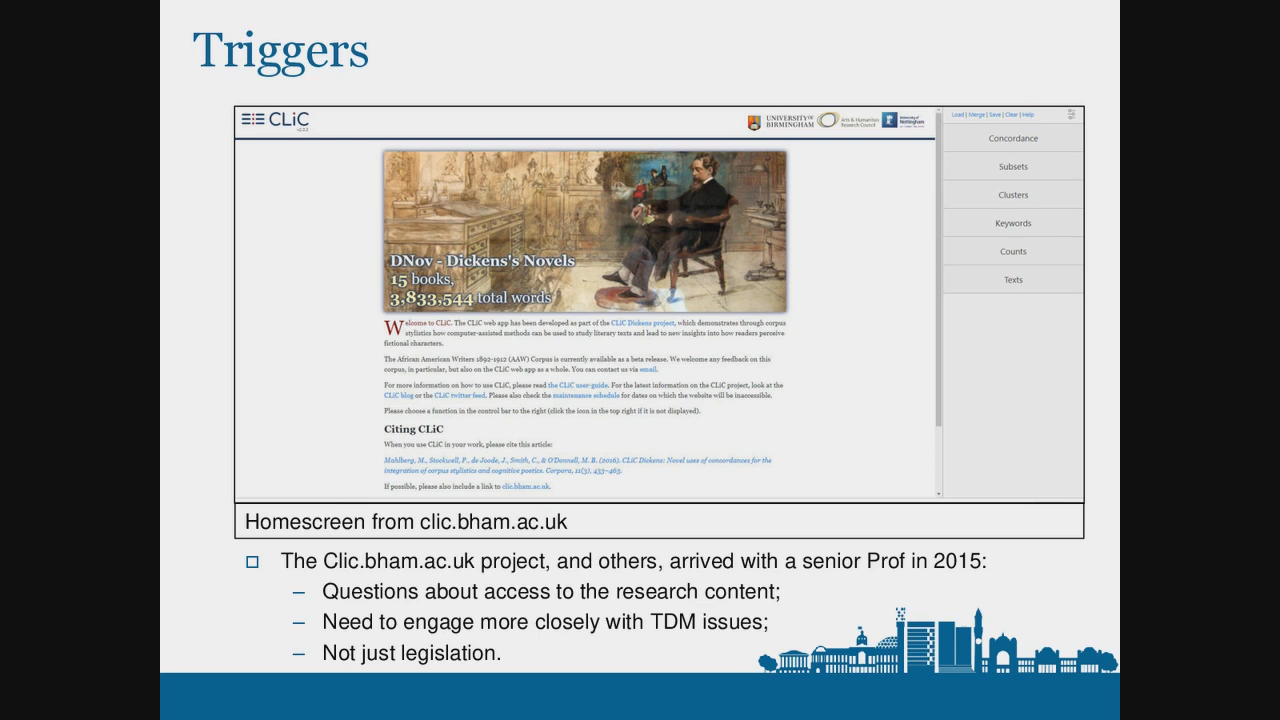 Triggers
CLiC
v2.0.2
UNIVERSITY OF
BIRMINGHAM
Arts & Humanities
Research Council
University of
Nottingham
Load | Merge | Save | Clear | Help
Concordance
Subsets
Clusters
Keywords
Counts
Texts
DNov - Dickens's Novels
15 books,
3,833,544 total words
Welcome to CLiC. The CLiC web app has been developed as part of the CLiC Dickens project, which demonstrates through corpus
stylistics how computer-assisted methods can be used to study literary texts and lead to new insights into how readers perceive
fictional characters.
The African American Writers 1892-1912 (AAW) Corpus is currently available as a beta release. We welcome any feedback on this
corpus, in particular, but also on the CLiC web app as a whole. You can contact us via email.
For more information on how to use CLiC, please read the CLiC user-guide. For the latest information on the CLiC project, look at the
CLiC blog or the CLiC twitter feed. Please also check the maintenance schedule for dates on which the website will be inaccessible.
Please choose a function in the control bar to the right (click the icon in the top right if it is not displayed).
Citing CLiC
When you use CLiC in your work, please cite this article:
Mahlberg, M., Stockwell, P., de Joode, J., Smith, C., & O'Donnell, M. B. (2016). CLiC Dickens: Novel uses of concordances for the
integration of corpus stylistics and cognitive poetics. Corpora, 11(3), 433–463.
If possible, please also include a link to clic.bham.ac.uk.
Homescreen from clic.bham.ac.uk
The Clic.bham.ac.uk project, and others, arrived with a senior Prof in 2015:
– Questions about access to the research content;
– Need to engage more closely with TDM issues;
– Not just legislation.